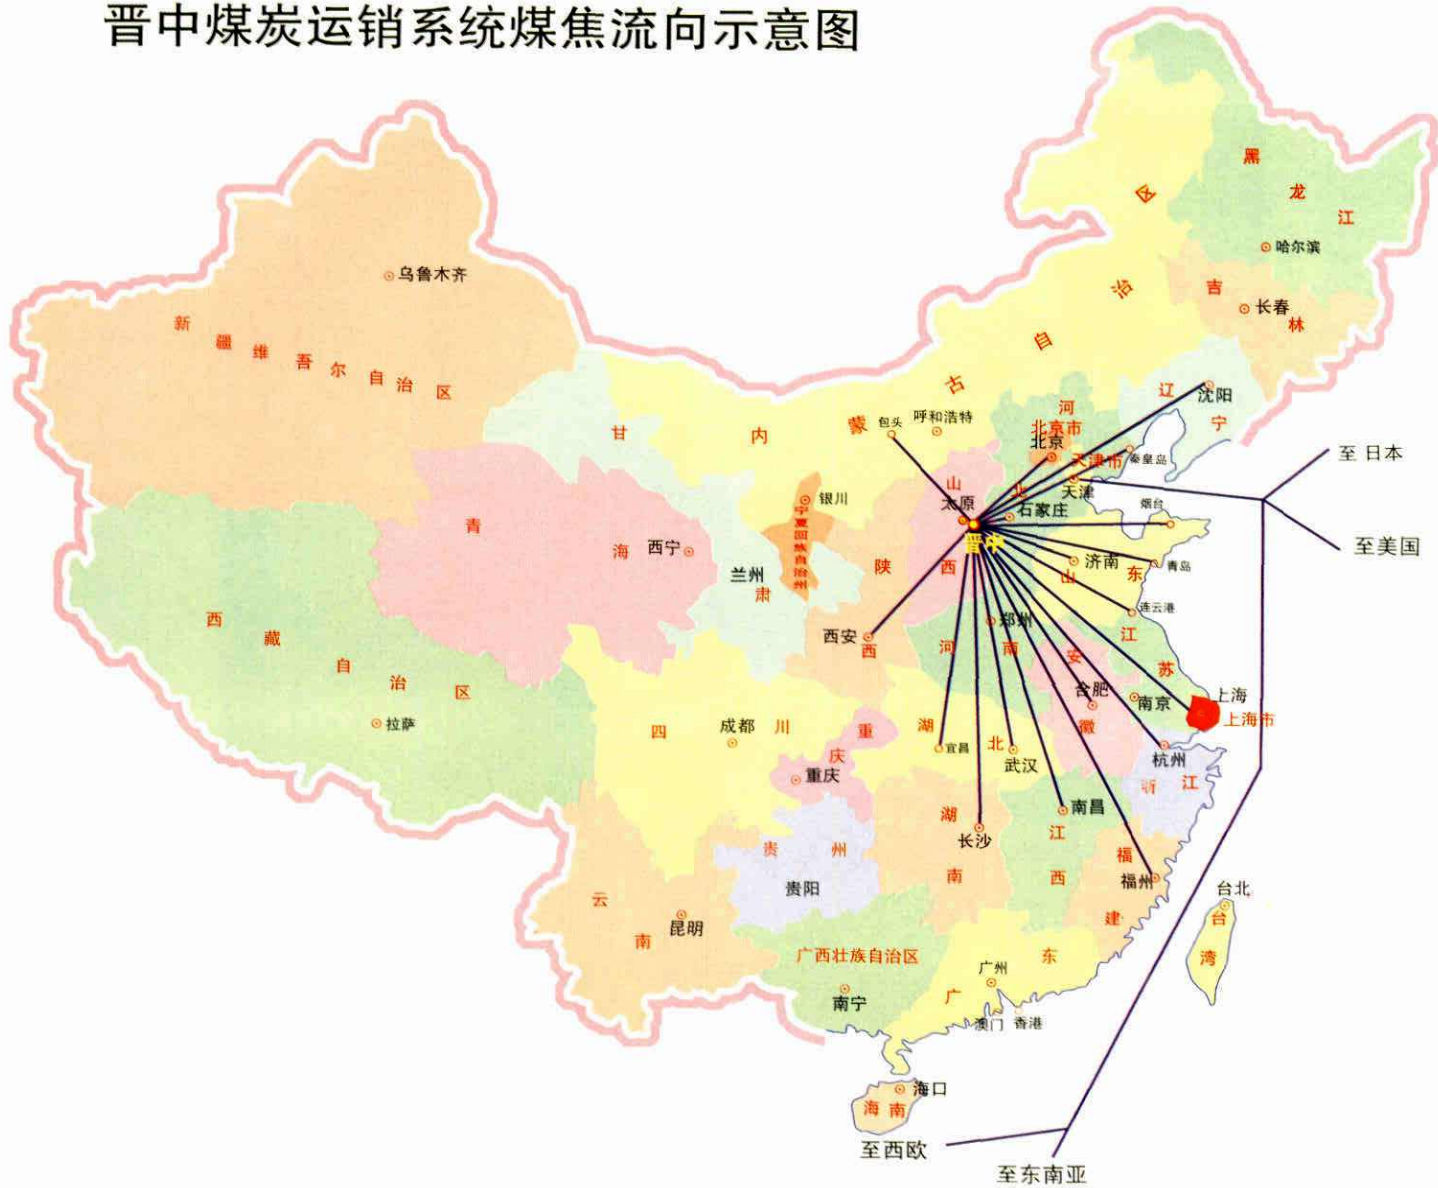 晋中煤炭运销系统煤焦流向示意图
黑龙江
哈尔滨
吉林
长春
辽宁
沈阳
内蒙古自治区
呼和浩特
包头
新疆维吾尔自治区
乌鲁木齐
甘肃
兰州
青海
西宁
宁夏回族自治州
银川
河北
北京市
北京
天津市
天津
秦皇岛
石家庄
山西
太原
晋中
至日本
至美国
烟台
山东
济南
青岛
连云港
陕西
西安
河南
郑州
江苏
南京
安徽
合肥
上海
上海市
西藏自治区
拉萨
四川
成都
重庆
重庆
湖北
宜昌
武汉
杭州
浙江
湖南
长沙
江西
南昌
福建
福州
贵州
贵阳
云南
昆明
台北
台湾
广西壮族自治区
南宁
广东
广州
澳门
香港
海口
海南
至西欧
至东南亚